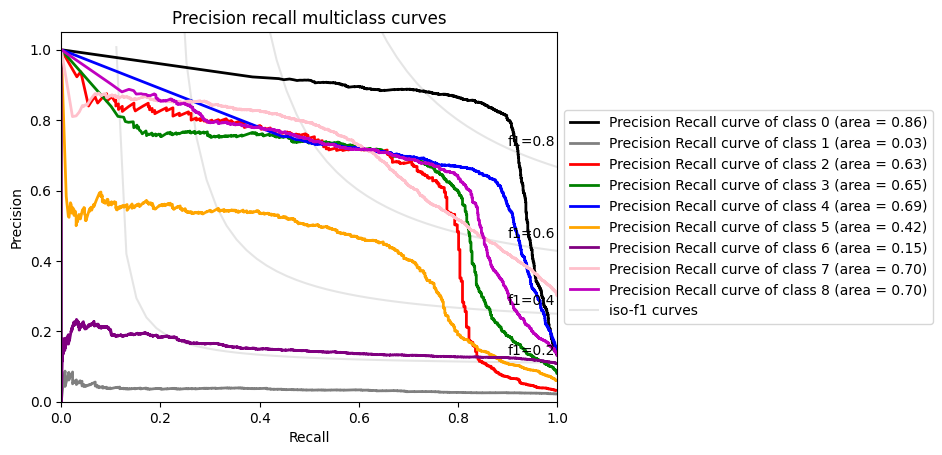 Precision recall multiclass curves
1.0
0.8
0.6
0.4
0.2
0.0
Precision
0.0 0.2 0.4 0.6 0.8 1.0
Recall
f1=0.8
f1=0.6
f1=0.4
f1=0.2
Precision Recall curve of class 0 (area = 0.86)
Precision Recall curve of class 1 (area = 0.03)
Precision Recall curve of class 2 (area = 0.63)
Precision Recall curve of class 3 (area = 0.65)
Precision Recall curve of class 4 (area = 0.69)
Precision Recall curve of class 5 (area = 0.42)
Precision Recall curve of class 6 (area = 0.15)
Precision Recall curve of class 7 (area = 0.70)
Precision Recall curve of class 8 (area = 0.70)
iso-f1 curves